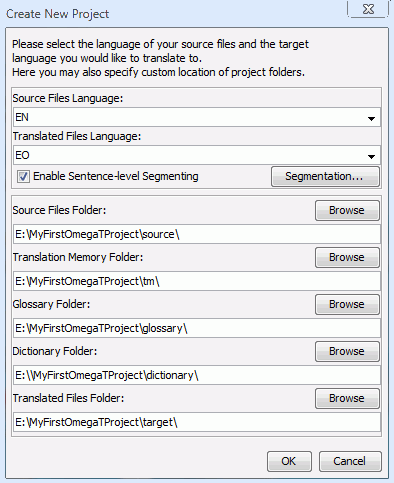 Create New Project
Please select the language of your source files and the target
language you would like to translate to.
Here you may also specify custom location of project folders.
Source Files Language:
EN
Translated Files Language:
EO
Enable Sentence-level Segmenting Segmentation...
Source Files Folder: Browse
E:\MyFirstOmegaTProject\source\
Translation Memory Folder: Browse
E:\MyFirstOmegaTProject\tm\
Glossary Folder: Browse
E:\MyFirstOmegaTProject\glossary\
Dictionary Folder: Browse
E:\\MyFirstOmegaTProject\dictionary\
Translated Files Folder: Browse
E:\MyFirstOmegaTProject\target\
OK Cancel